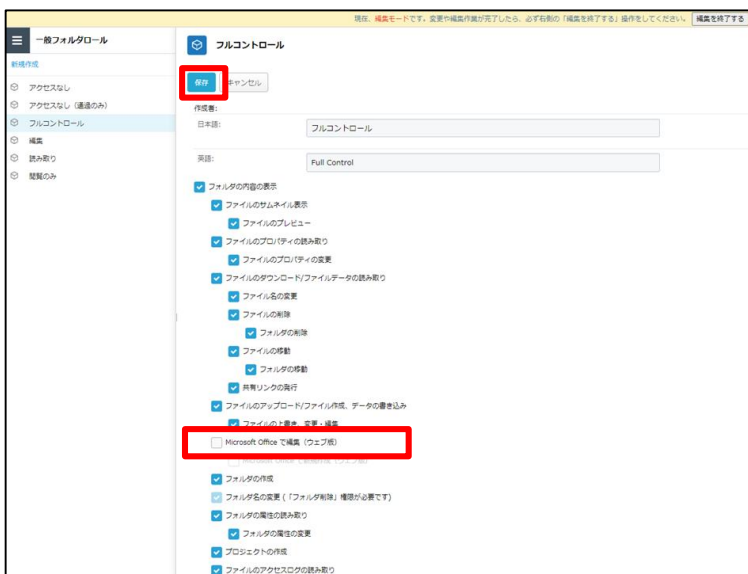 現在、編集モードです。変更や編集作業が完了したら、必ず右側の「編集を終了する」操作をしてください。 編集を終了する
一般フォルダロール
新規作成
アクセスなし
アクセスなし（通過のみ）
フルコントロール
編集
読み取り
閲覧のみ
フルコントロール
保存 キャンセル
作成者:
日本語: フルコントロール
英語: Full Control
フォルダの内容の表示
ファイルのサムネイル表示
ファイルのプレビュー
ファイルのプロパティの読み取り
ファイルのプロパティの変更
ファイルのダウンロード/ファイルデータの読み取り
ファイル名の変更
ファイルの削除
フォルダの削除
ファイルの移動
フォルダの移動
共有リンクの発行
ファイルのアップロード/ファイル作成、データの書き込み
ファイルの上書き、変更・編集
Microsoft Office で編集（ウェブ版）
フォルダの作成
フォルダ名の変更 (「フォルダ削除」権限が必要です)
フォルダの属性の読み取り
フォルダの属性の変更
プロジェクトの作成
ファイルのアクセスログの読み取り